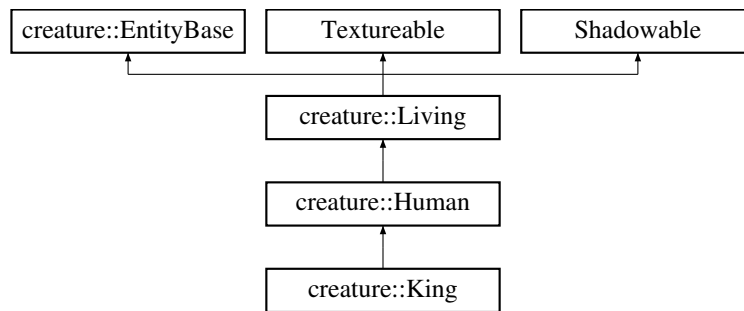 creature::EntityBase
Textureable
Shadowable
creature::Living
creature::Human
creature::King